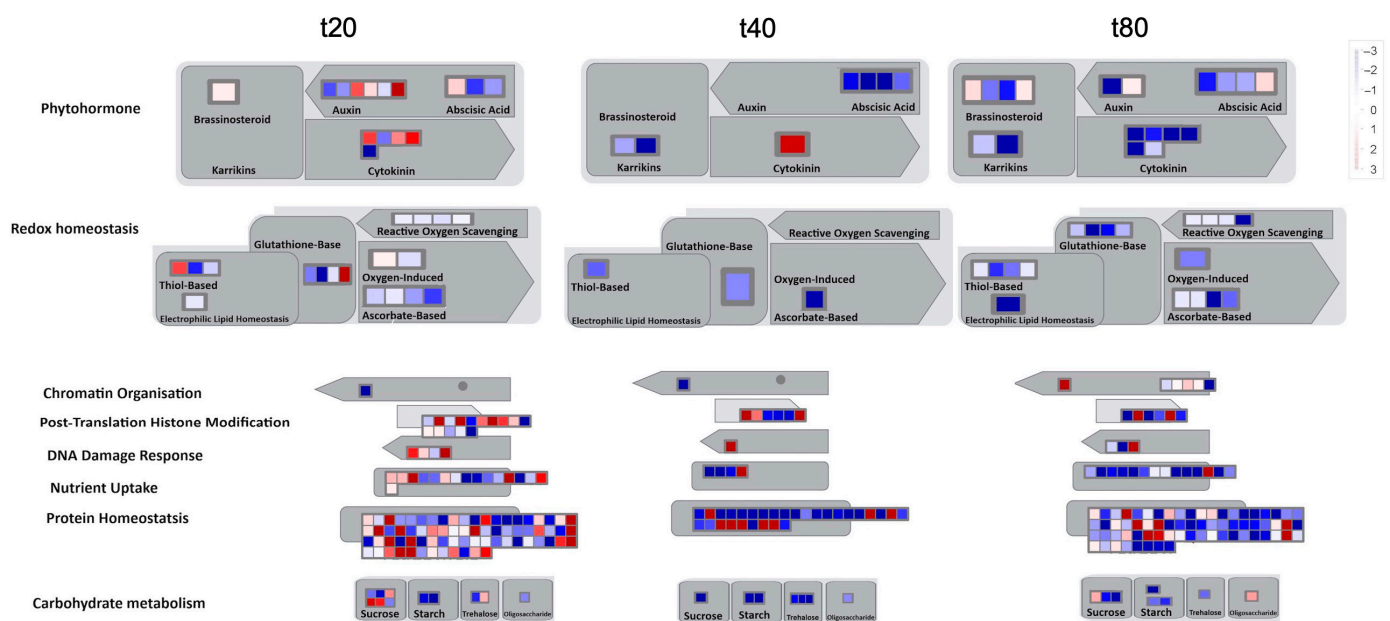 t20 t40 t80
Phytohormone
Brassinosteroid Auxin Abscisic Acid
Karrikins Cytokinin
Brassinosteroid Auxin Abscisic Acid
Karrikins Cytokinin
Brassinosteroid Auxin Abscisic Acid
Karrikins Cytokinin
-3
-2
-1
0
1
2
3
Redox homeostasis
Glutathione-Base Reactive Oxygen Scavenging
Thiol-Based Oxygen-Induced
Electrophilic Lipid Homeostasis Ascorbate-Based
Glutathione-Base Reactive Oxygen Scavenging
Thiol-Based Oxygen-Induced
Electrophilic Lipid Homeostasis Ascorbate-Based
Glutathione-Base Reactive Oxygen Scavenging
Thiol-Based Oxygen-Induced
Electrophilic Lipid Homeostasis Ascorbate-Based
Chromatin Organisation
Post-Translation Histone Modification
DNA Damage Response
Nutrient Uptake
Protein Homeostatsis
Carbohydrate metabolism
Sucrose Starch Trehalose Oligosaccharide
Sucrose Starch Trehalose Oligosaccharide
Sucrose Starch Trehalose Oligosaccharide